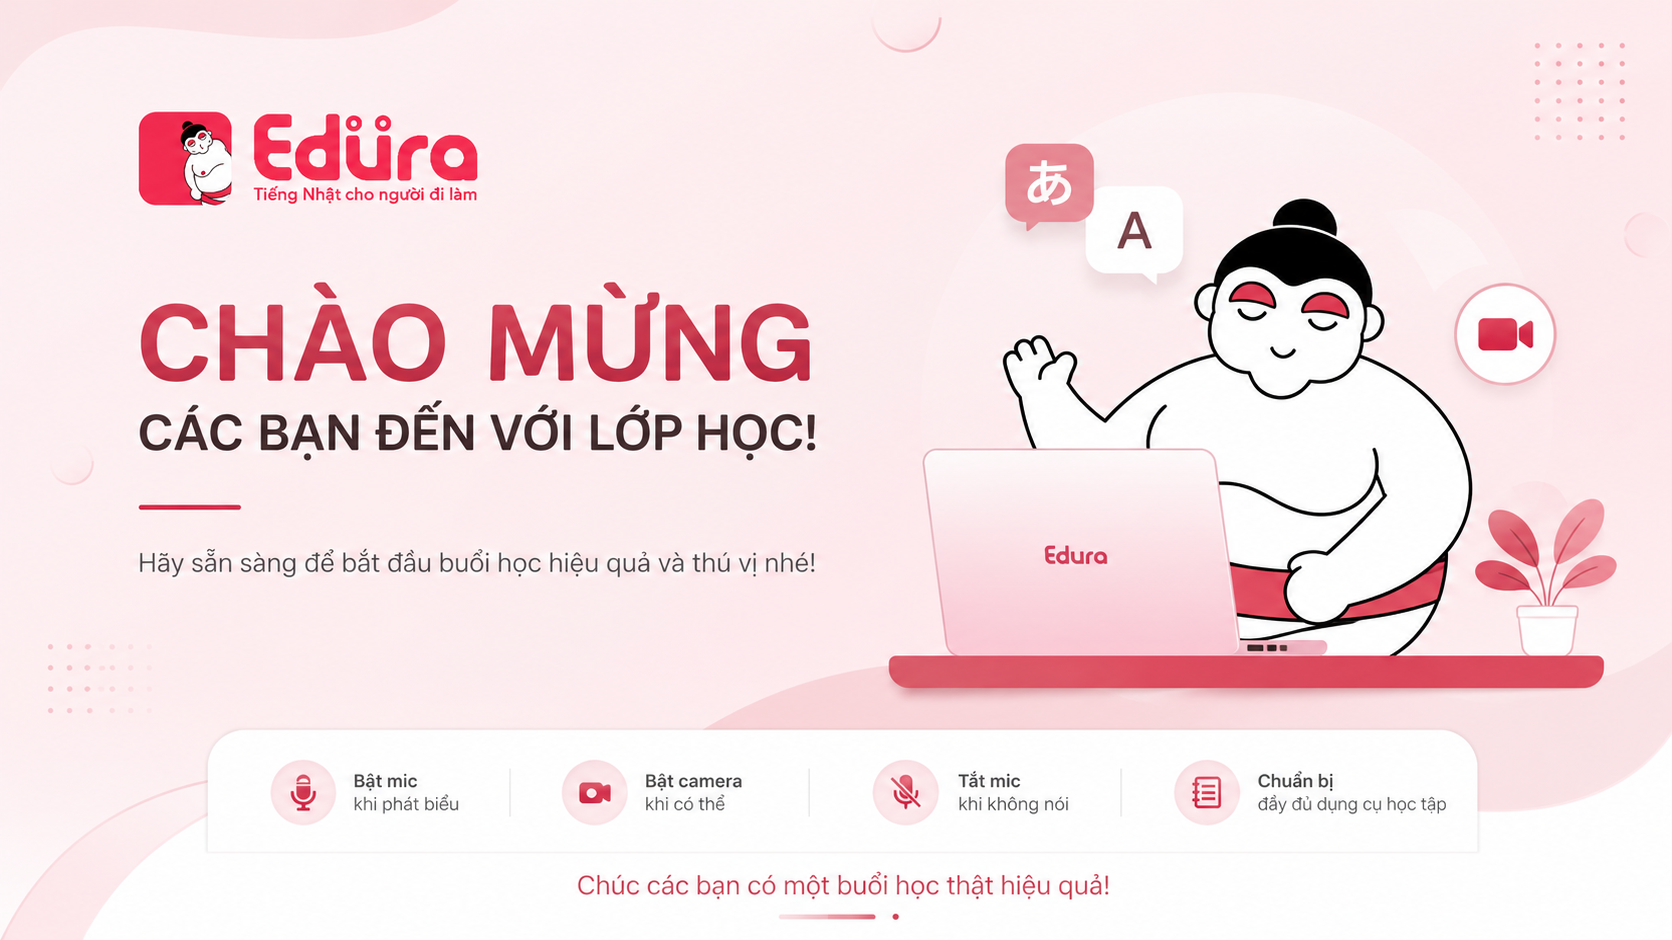 Edüra
Tiếng Nhật cho người đi làm
CHÀO MỪNG
CÁC BẠN ĐẾN VỚI LỚP HỌC!
Hãy sẵn sàng để bắt đầu buổi học hiệu quả và thú vị nhé!
あ
A
Edura
Bật mic
khi phát biểu
Bật camera
khi có thể
Tắt mic
khi không nói
Chuẩn bị
đầy đủ dụng cụ học tập
Chúc các bạn có một buổi học thật hiệu quả!